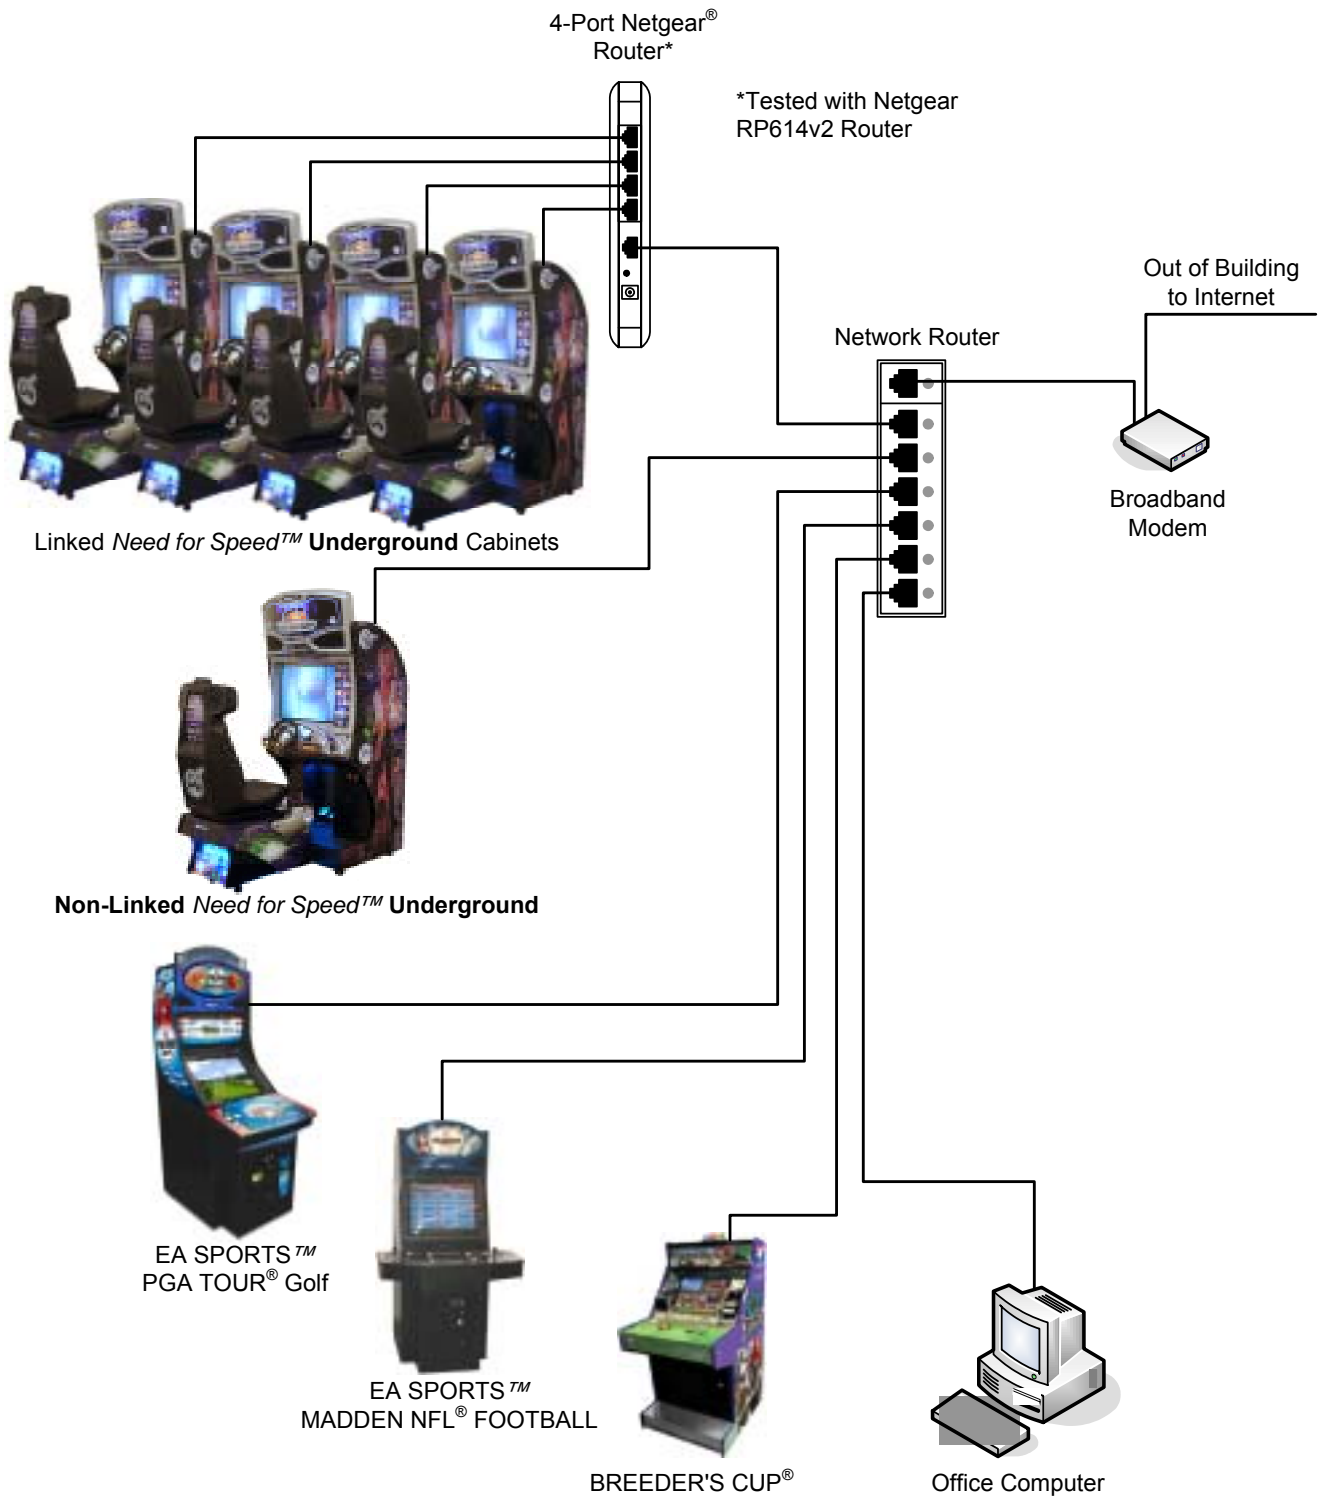 4-Port Netgear®
Router*
*Tested with Netgear
RP614v2 Router
Out of Building
to Internet
Network Router
Broadband
Modem
Linked Need for Speed™ Underground Cabinets
Non-Linked Need for Speed™ Underground
EA SPORTS™
PGA TOUR® Golf
EA SPORTS™
MADDEN NFL® FOOTBALL
BREEDER'S CUP®
Office Computer